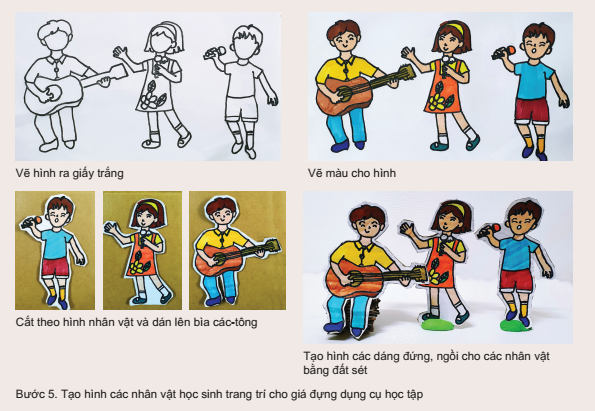 Vẽ hình ra giấy trắng
Vẽ màu cho hình
Cắt theo hình nhân vật và dán lên bìa các-tông
Tạo hình các dáng đứng, ngồi cho các nhân vật
bằng đất sét
Bước 5. Tạo hình các nhân vật học sinh trang trí cho giá đựng dụng cụ học tập